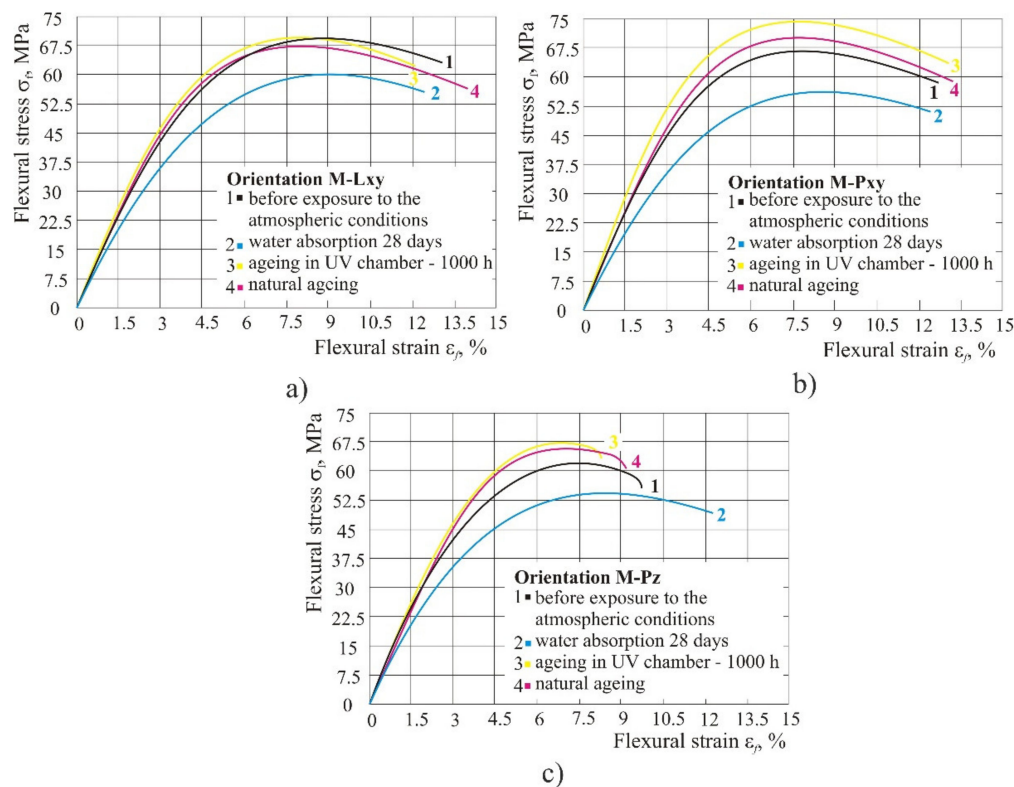 75
67.5
60
52.5
45
37.5
30
22.5
15
7.5
0
Flexural stress σf, MPa
1
3
2
4
Orientation M-Lxy
1 before exposure to the
atmospheric conditions
2 water absorption 28 days
3 ageing in UV chamber - 1000 h
4 natural ageing
0 1.5 3 4.5 6 7.5 9 10.5 12 13.5 15
Flexural strain εf, %
a)
75
67.5
60
52.5
45
37.5
30
22.5
15
7.5
0
Flexural stress σf, MPa
3
4
1
2
Orientation M-Pxy
1 before exposure to the
atmospheric conditions
2 water absorption 28 days
3 ageing in UV chamber - 1000 h
4 natural ageing
0 1.5 3 4.5 6 7.5 9 10.5 12 13.5 15
Flexural strain εf, %
b)
75
67.5
60
52.5
45
37.5
30
22.5
15
7.5
0
Flexural stress σf, MPa
3
4
1
2
Orientation M-Pz
1 before exposure to the
atmospheric conditions
2 water absorption 28 days
3 ageing in UV chamber - 1000 h
4 natural ageing
0 1.5 3 4.5 6 7.5 9 10.5 12 13.5 15
Flexural strain εf, %
c)